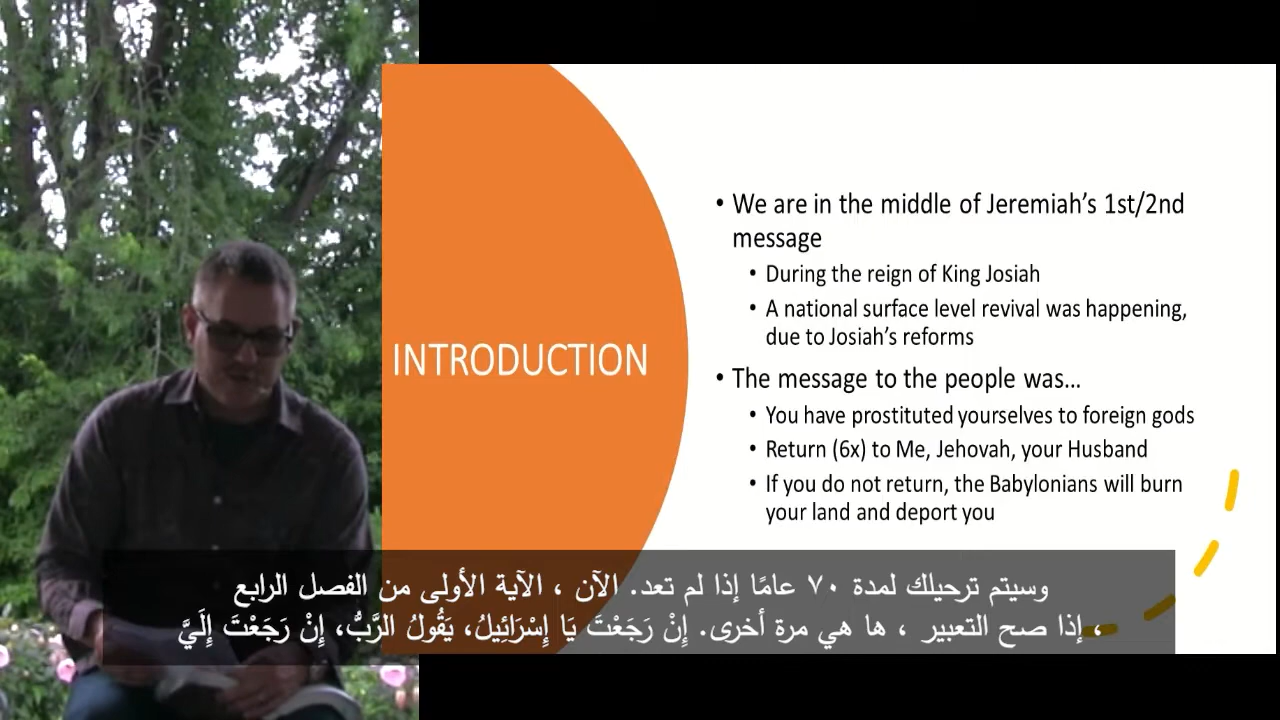 INTRODUCTION
• We are in the middle of Jeremiah’s 1st/2nd
message
• During the reign of King Josiah
• A national surface level revival was happening,
due to Josiah’s reforms
• The message to the people was…
• You have prostituted yourselves to foreign gods
• Return (6x) to Me, Jehovah, your Husband
• If you do not return, the Babylonians will burn
your land and deport you
وسيتم ترحيلك لمدة ٧٠ عامًا إذا لم تعد. الآن ، الآية الأولى من الفصل الرابع
، إذا صح التعبير ، ها هي مرة أخرى. إِنْ رَجَعْتَ يَا إِسْرَائِيلُ، يَقُولُ الرَّبُّ، إِنْ رَجَعْتَ إِلَيَّ